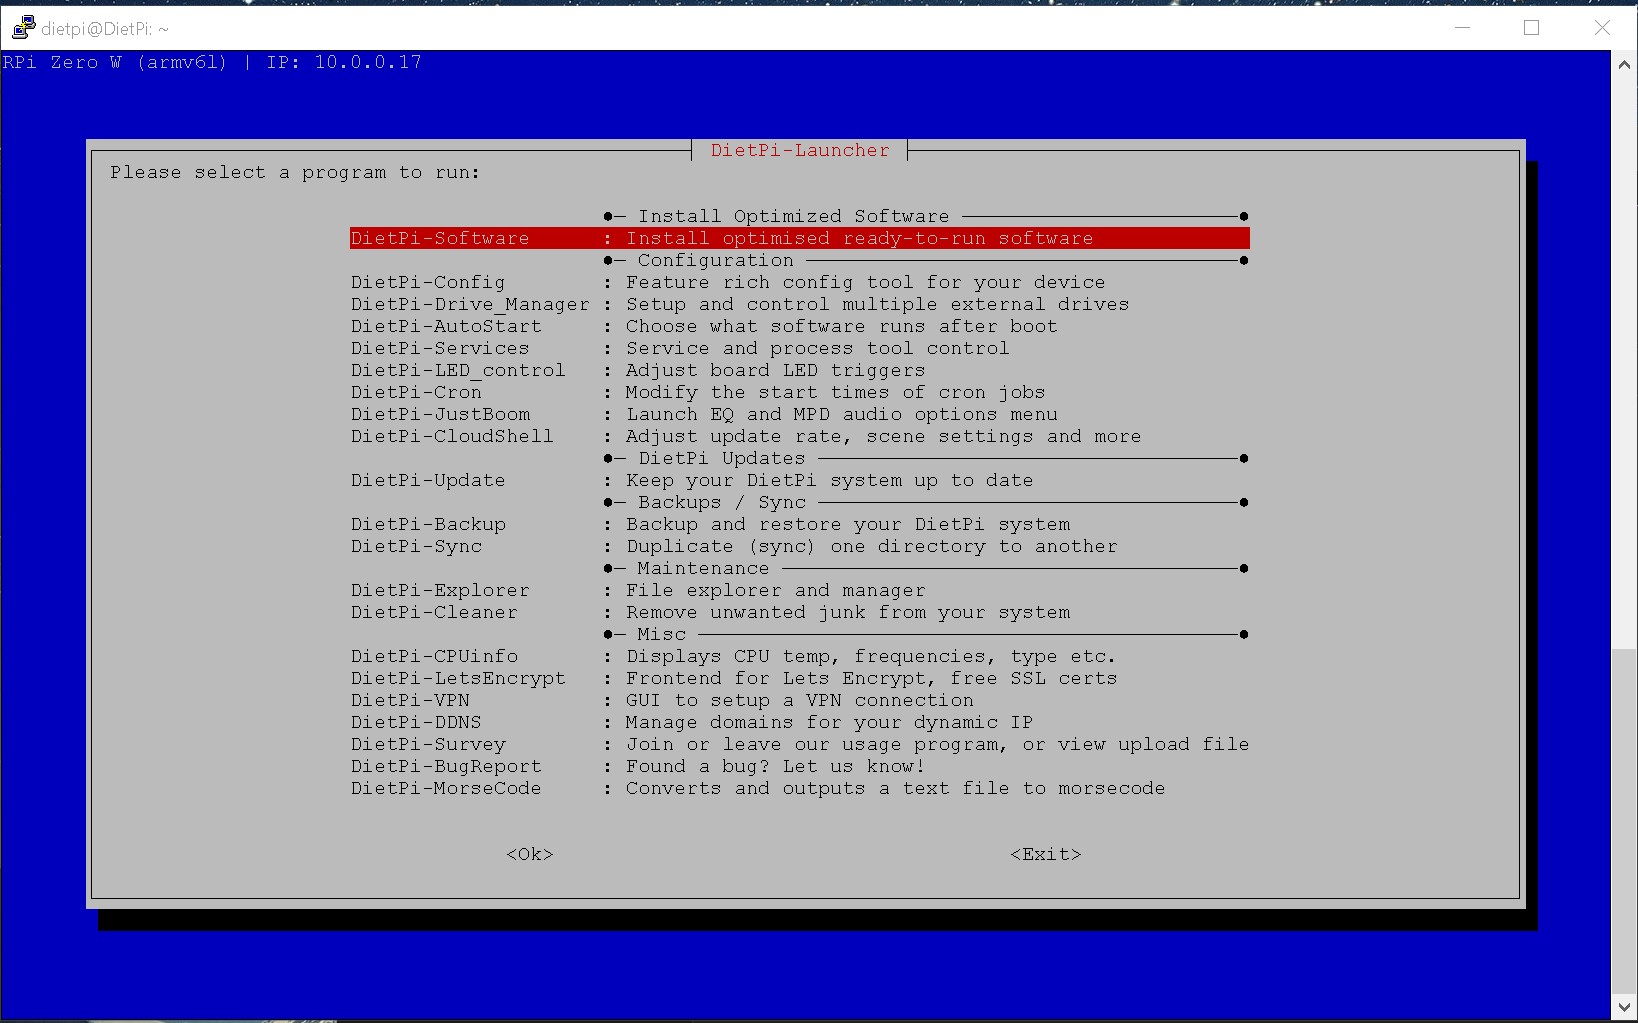 dietpi@DietPi: ~
RPi Zero W (armv6l) | IP: 10.0.0.17
DietPi-Launcher
Please select a program to run:
Install Optimized Software
DietPi-Software : Install optimised ready-to-run software
Configuration
DietPi-Config : Feature rich config tool for your device
DietPi-Drive_Manager : Setup and control multiple external drives
DietPi-AutoStart : Choose what software runs after boot
DietPi-Services : Service and process tool control
DietPi-LED_control : Adjust board LED triggers
DietPi-Cron : Modify the start times of cron jobs
DietPi-JustBoom : Launch EQ and MPD audio options menu
DietPi-CloudShell : Adjust update rate, scene settings and more
DietPi Updates
DietPi-Update : Keep your DietPi system up to date
Backups / Sync
DietPi-Backup : Backup and restore your DietPi system
DietPi-Sync : Duplicate (sync) one directory to another
Maintenance
DietPi-Explorer : File explorer and manager
DietPi-Cleaner : Remove unwanted junk from your system
Misc
DietPi-CPUinfo : Displays CPU temp, frequencies, type etc.
DietPi-LetsEncrypt : Frontend for Lets Encrypt, free SSL certs
DietPi-VPN : GUI to setup a VPN connection
DietPi-DDNS : Manage domains for your dynamic IP
DietPi-Survey : Join or leave our usage program, or view upload file
DietPi-BugReport : Found a bug? Let us know!
DietPi-MorseCode : Converts and outputs a text file to morsecode
<Ok> <Exit>